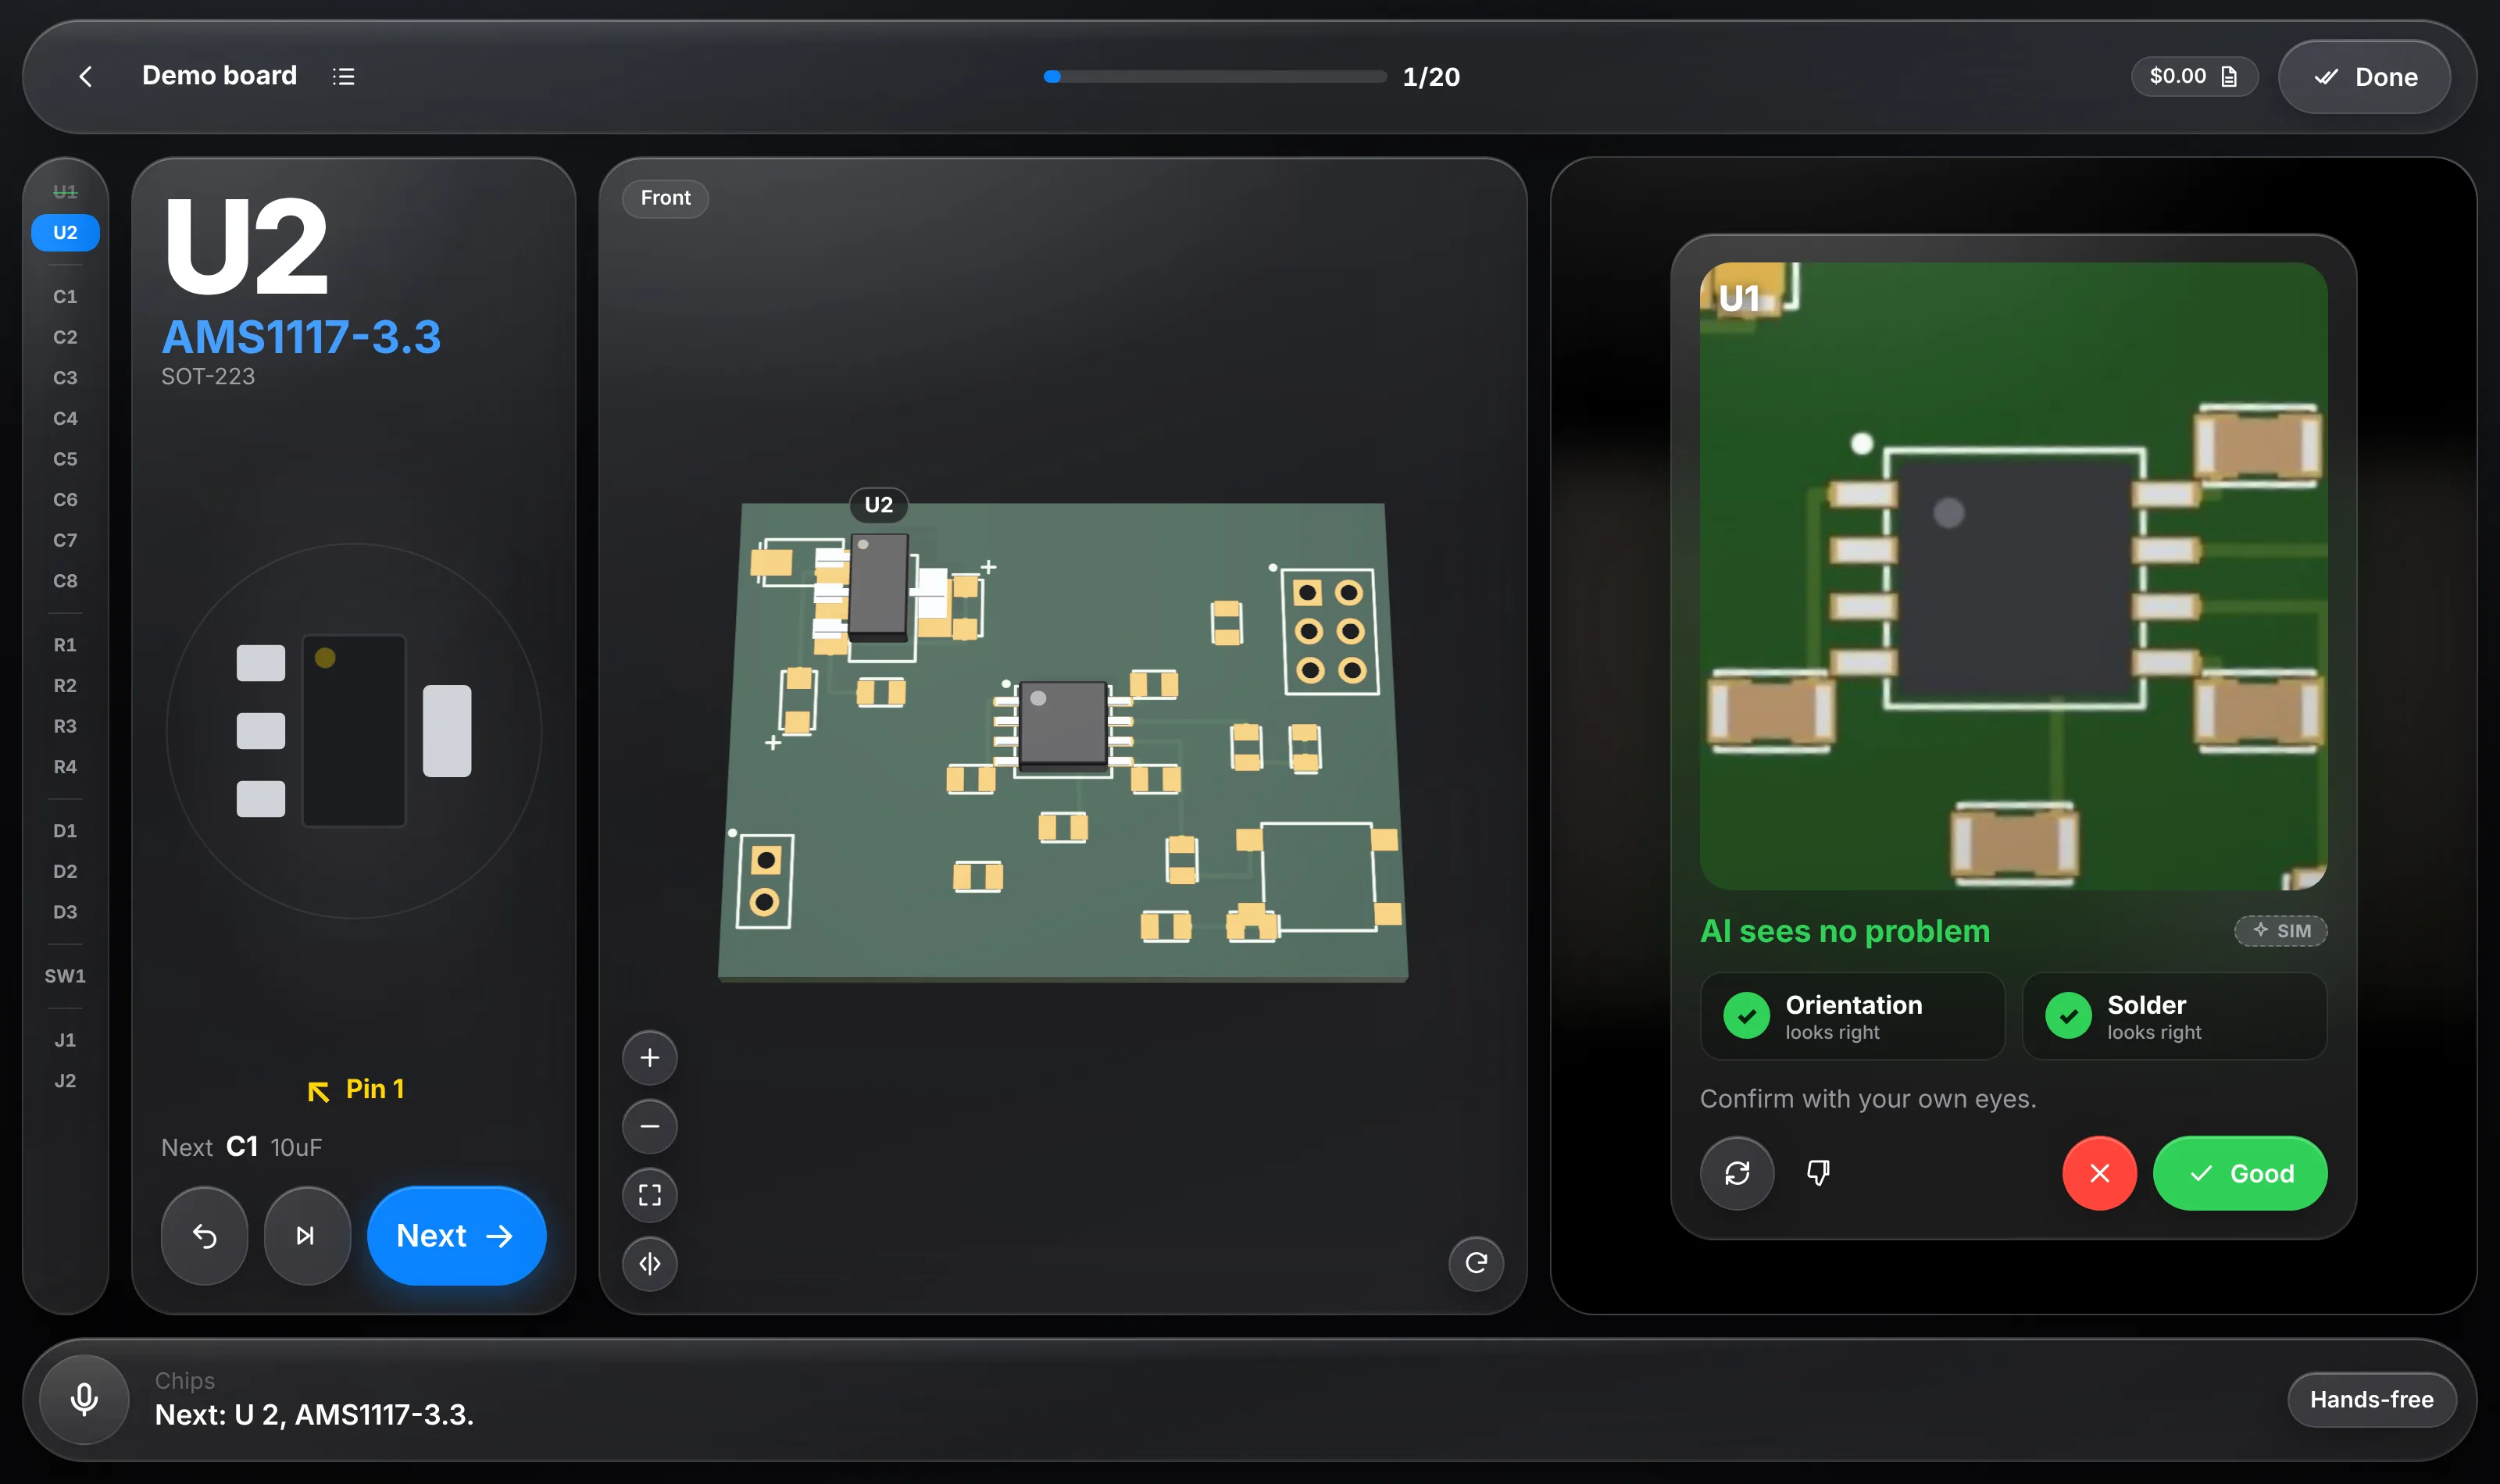 Demo board
1/20
$0.00
Done
U1
U2
C1
C2
C3
C4
C5
C6
C7
C8
R1
R2
R3
R4
D1
D2
D3
SW1
J1
J2
U2
AMS1117-3.3
SOT-223
Pin 1
Next C1 10uF
Next
Front
U2
+
+
U1
AI sees no problem
SIM
Orientation
looks right
Solder
looks right
Confirm with your own eyes.
Good
Chips
Next: U 2, AMS1117-3.3.
Hands-free